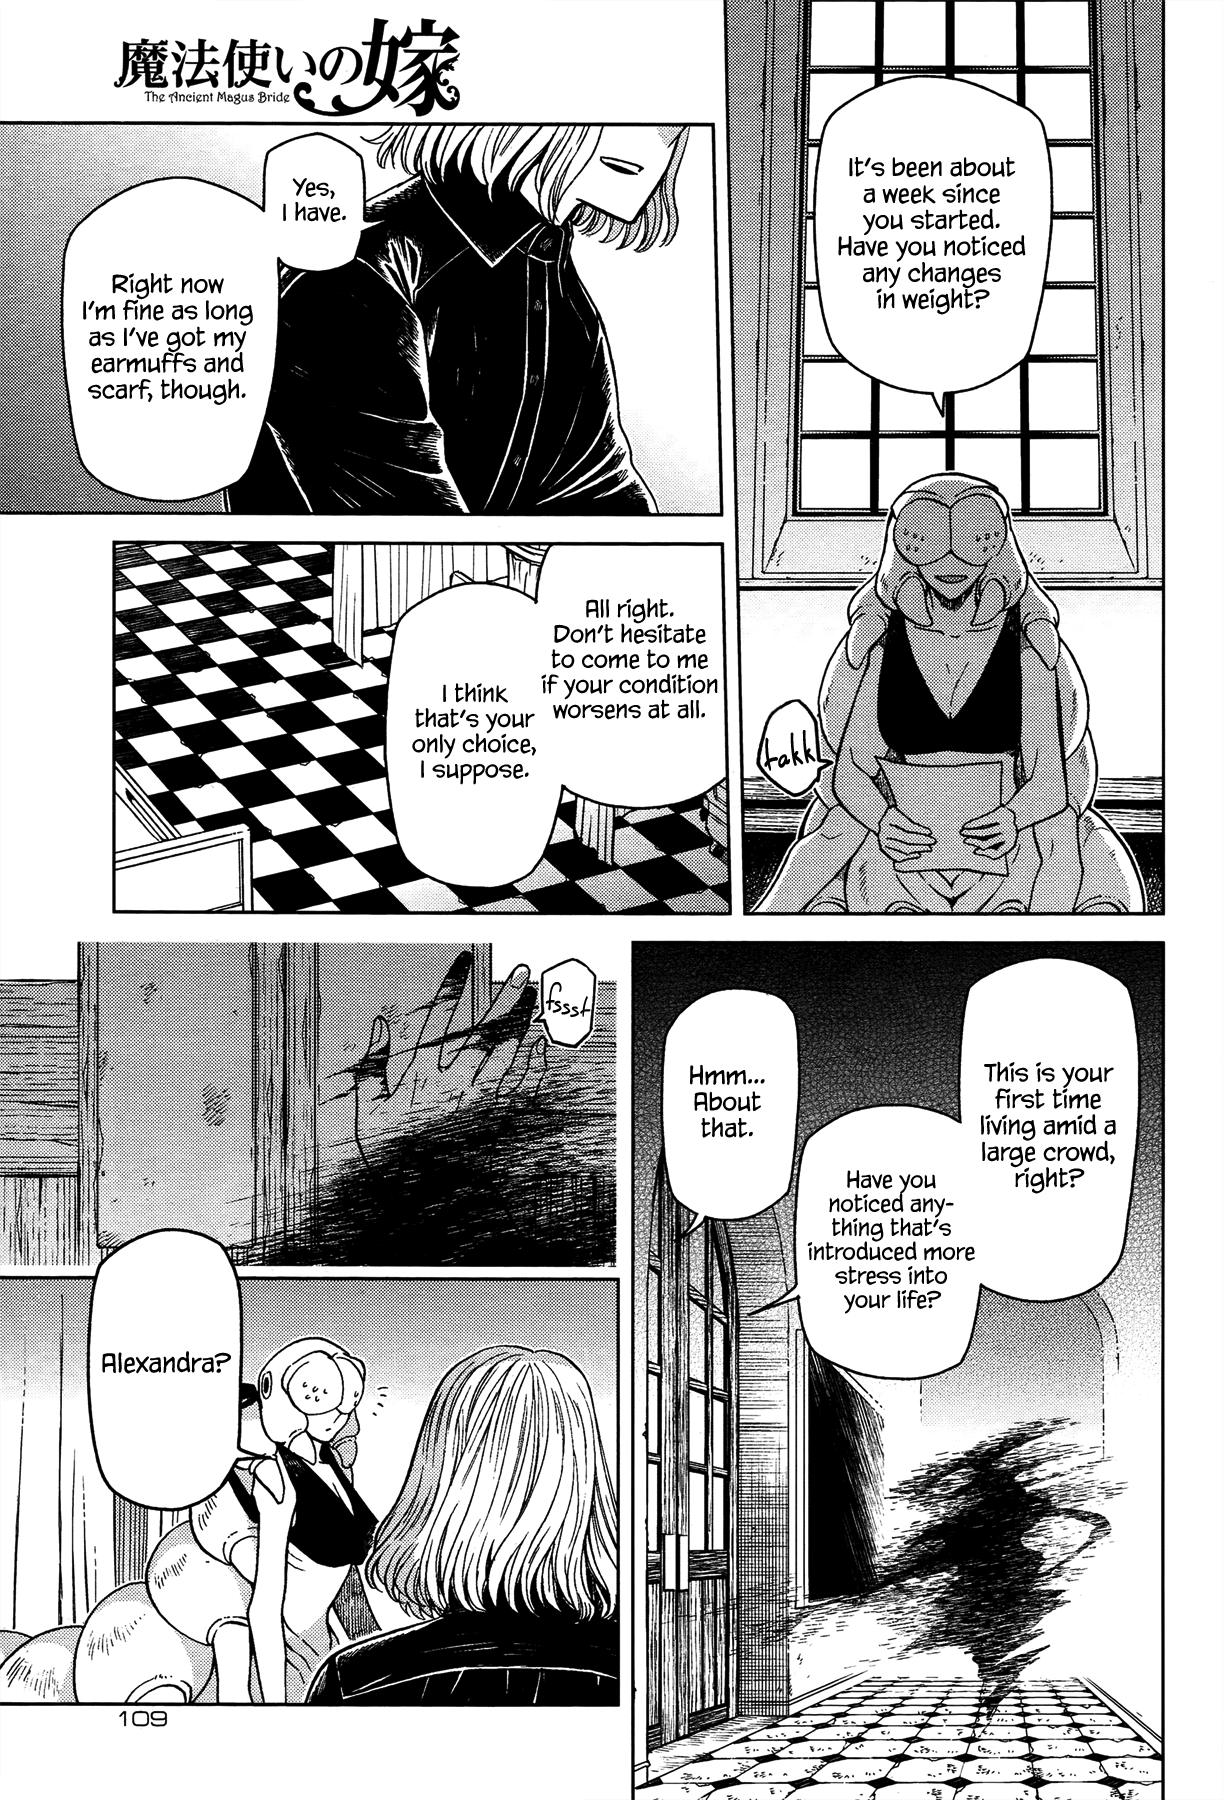 魔法使いの嫁
The Ancient Magus Bride
It's been about
a week since
you started.
Have you noticed
any changes
in weight?
takk
Yes,
I have.
Right now
I'm fine as long
as I've got my
earmuffs and
scarf, though.
All right.
Don't hesitate
to come to me
if your condition
worsens at all.
I think
that's your
only choice,
I suppose.
This is your
first time
living amid a
large crowd,
right?
Have you
noticed any-
thing that's
introduced more
stress into
your life?
Hmm...
About
that.
fssst
Alexandra?
109